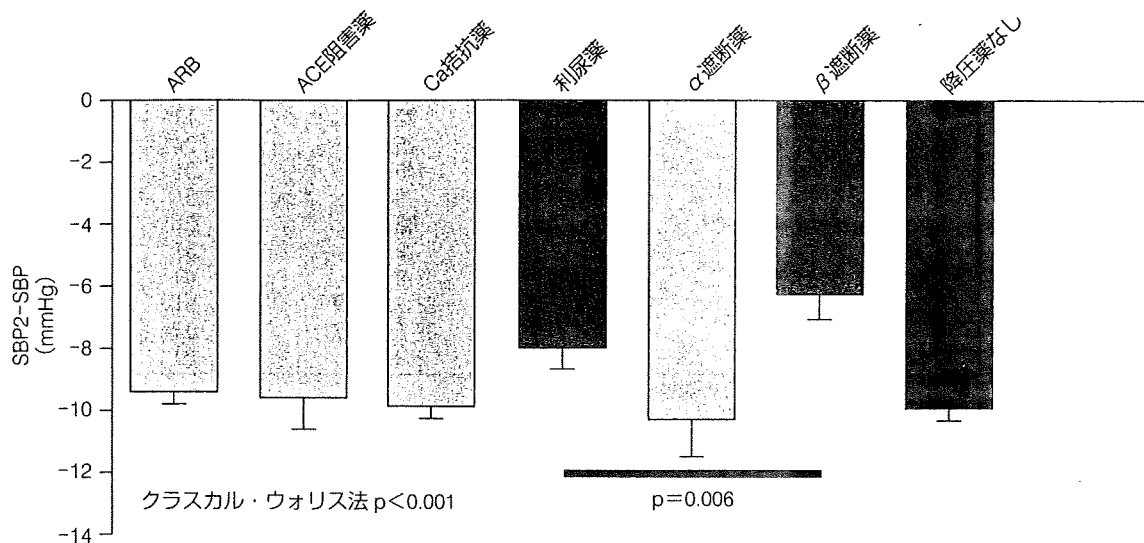 ARB
ACE阻害薬
Ca拮抗薬
利尿薬
α遮断薬
β遮断薬
降圧薬なし
0
-2
-4
-6
-8
-10
-12
-14
SBP2-SBP
(mmHg)
クラスカル・ウォリス法 p<0.001
p=0.006